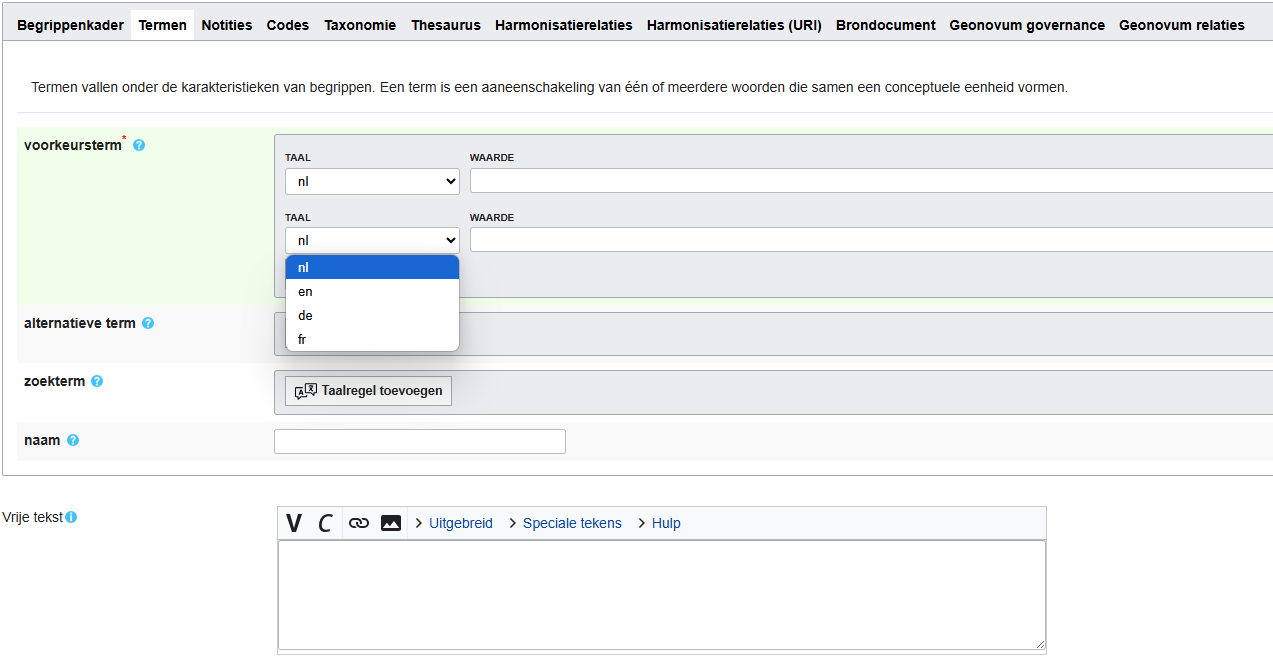 Begrippenkader Termen Notities Codes Taxonomie Thesaurus Harmonisatierelaties Harmonisatierelaties (URI) Brondocument Geonovum governance Geonovum relaties
Termen vallen onder de karakteristieken van begrippen. Een term is een aaneenschakeling van één of meerdere woorden die samen een conceptuele eenheid vormen.
voorkeursterm* ?
TAAL WAARDE
nl
TAAL WAARDE
nl
nl
en
de
fr
alternatieve term ?
zoekterm ?
Taalregel toevoegen
naam ?
Vrije tekst i
V C > Uitgebreid > Speciale tekens > Hulp